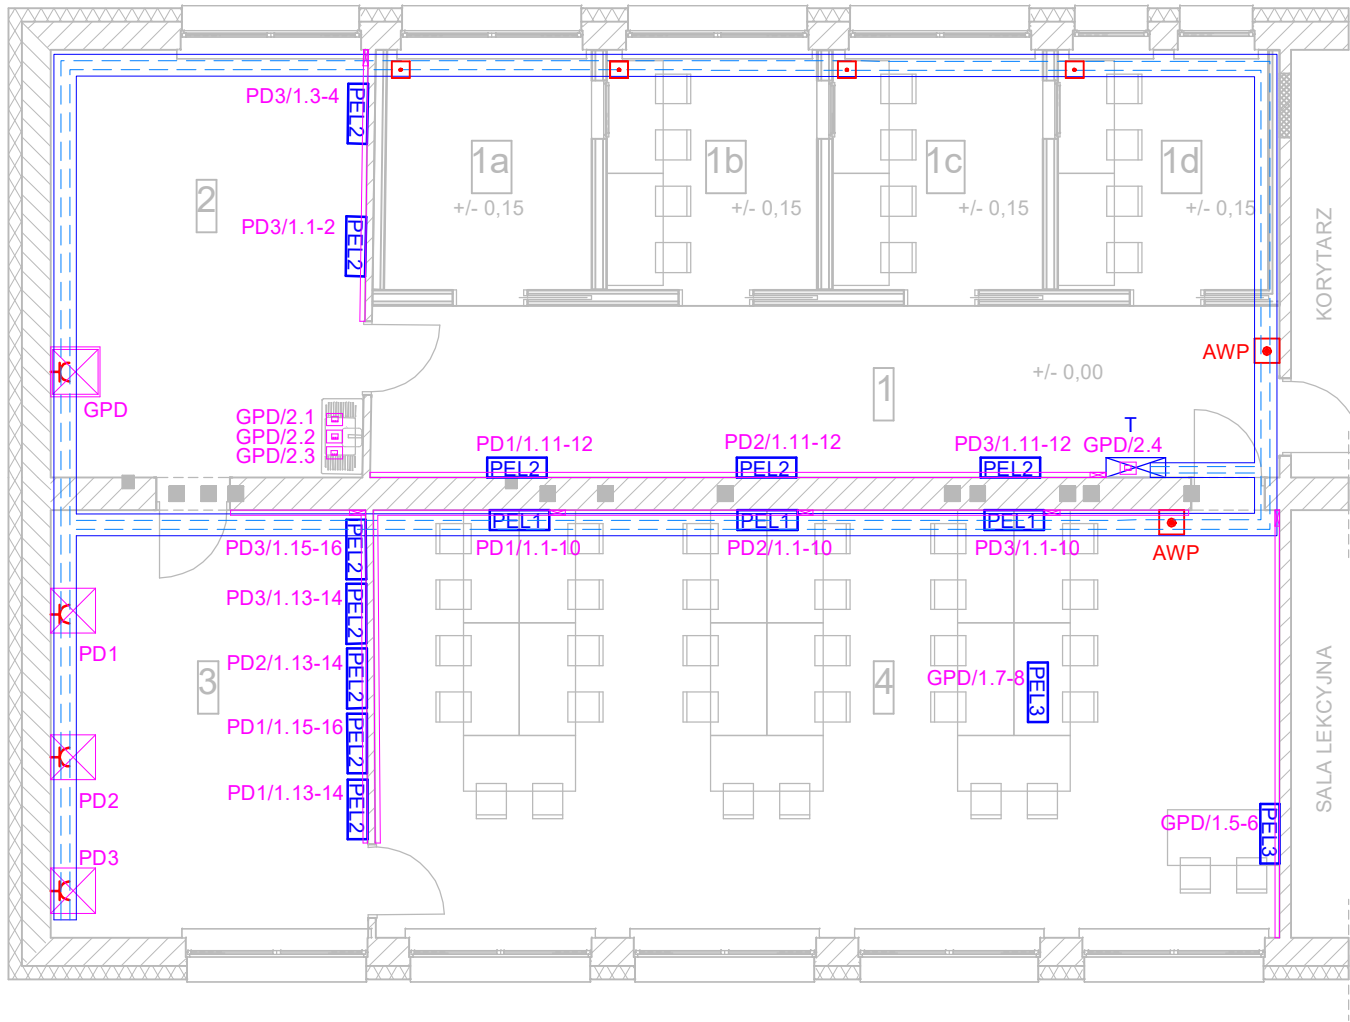 PD3/1.3-4
PEL2
1a
1b
1c
1d
2
+/- 0,15
+/- 0,15
+/- 0,15
+/- 0,15
PD3/1.1-2
PEL2
KORYTARZ
AWP
+/- 0,00
1
GPD
GPD/2.1
GPD/2.2
GPD/2.3
T
PD1/1.11-12
PD2/1.11-12
PD3/1.11-12
GPD/2.4
PEL2
PEL2
PEL2
PEL1
PEL1
PEL1
PD3/1.15-16
PEL2
PD1/1.1-10
PD2/1.1-10
PD3/1.1-10
AWP
PD3/1.13-14
PEL2
PD1
PD2/1.13-14
PEL2
3
4
GPD/1.7-8
PEL3
SALA LEKCYJNA
PD1/1.15-16
PEL2
PD2
PD1/1.13-14
PEL2
GPD/1.5-6
PEL3
PD3